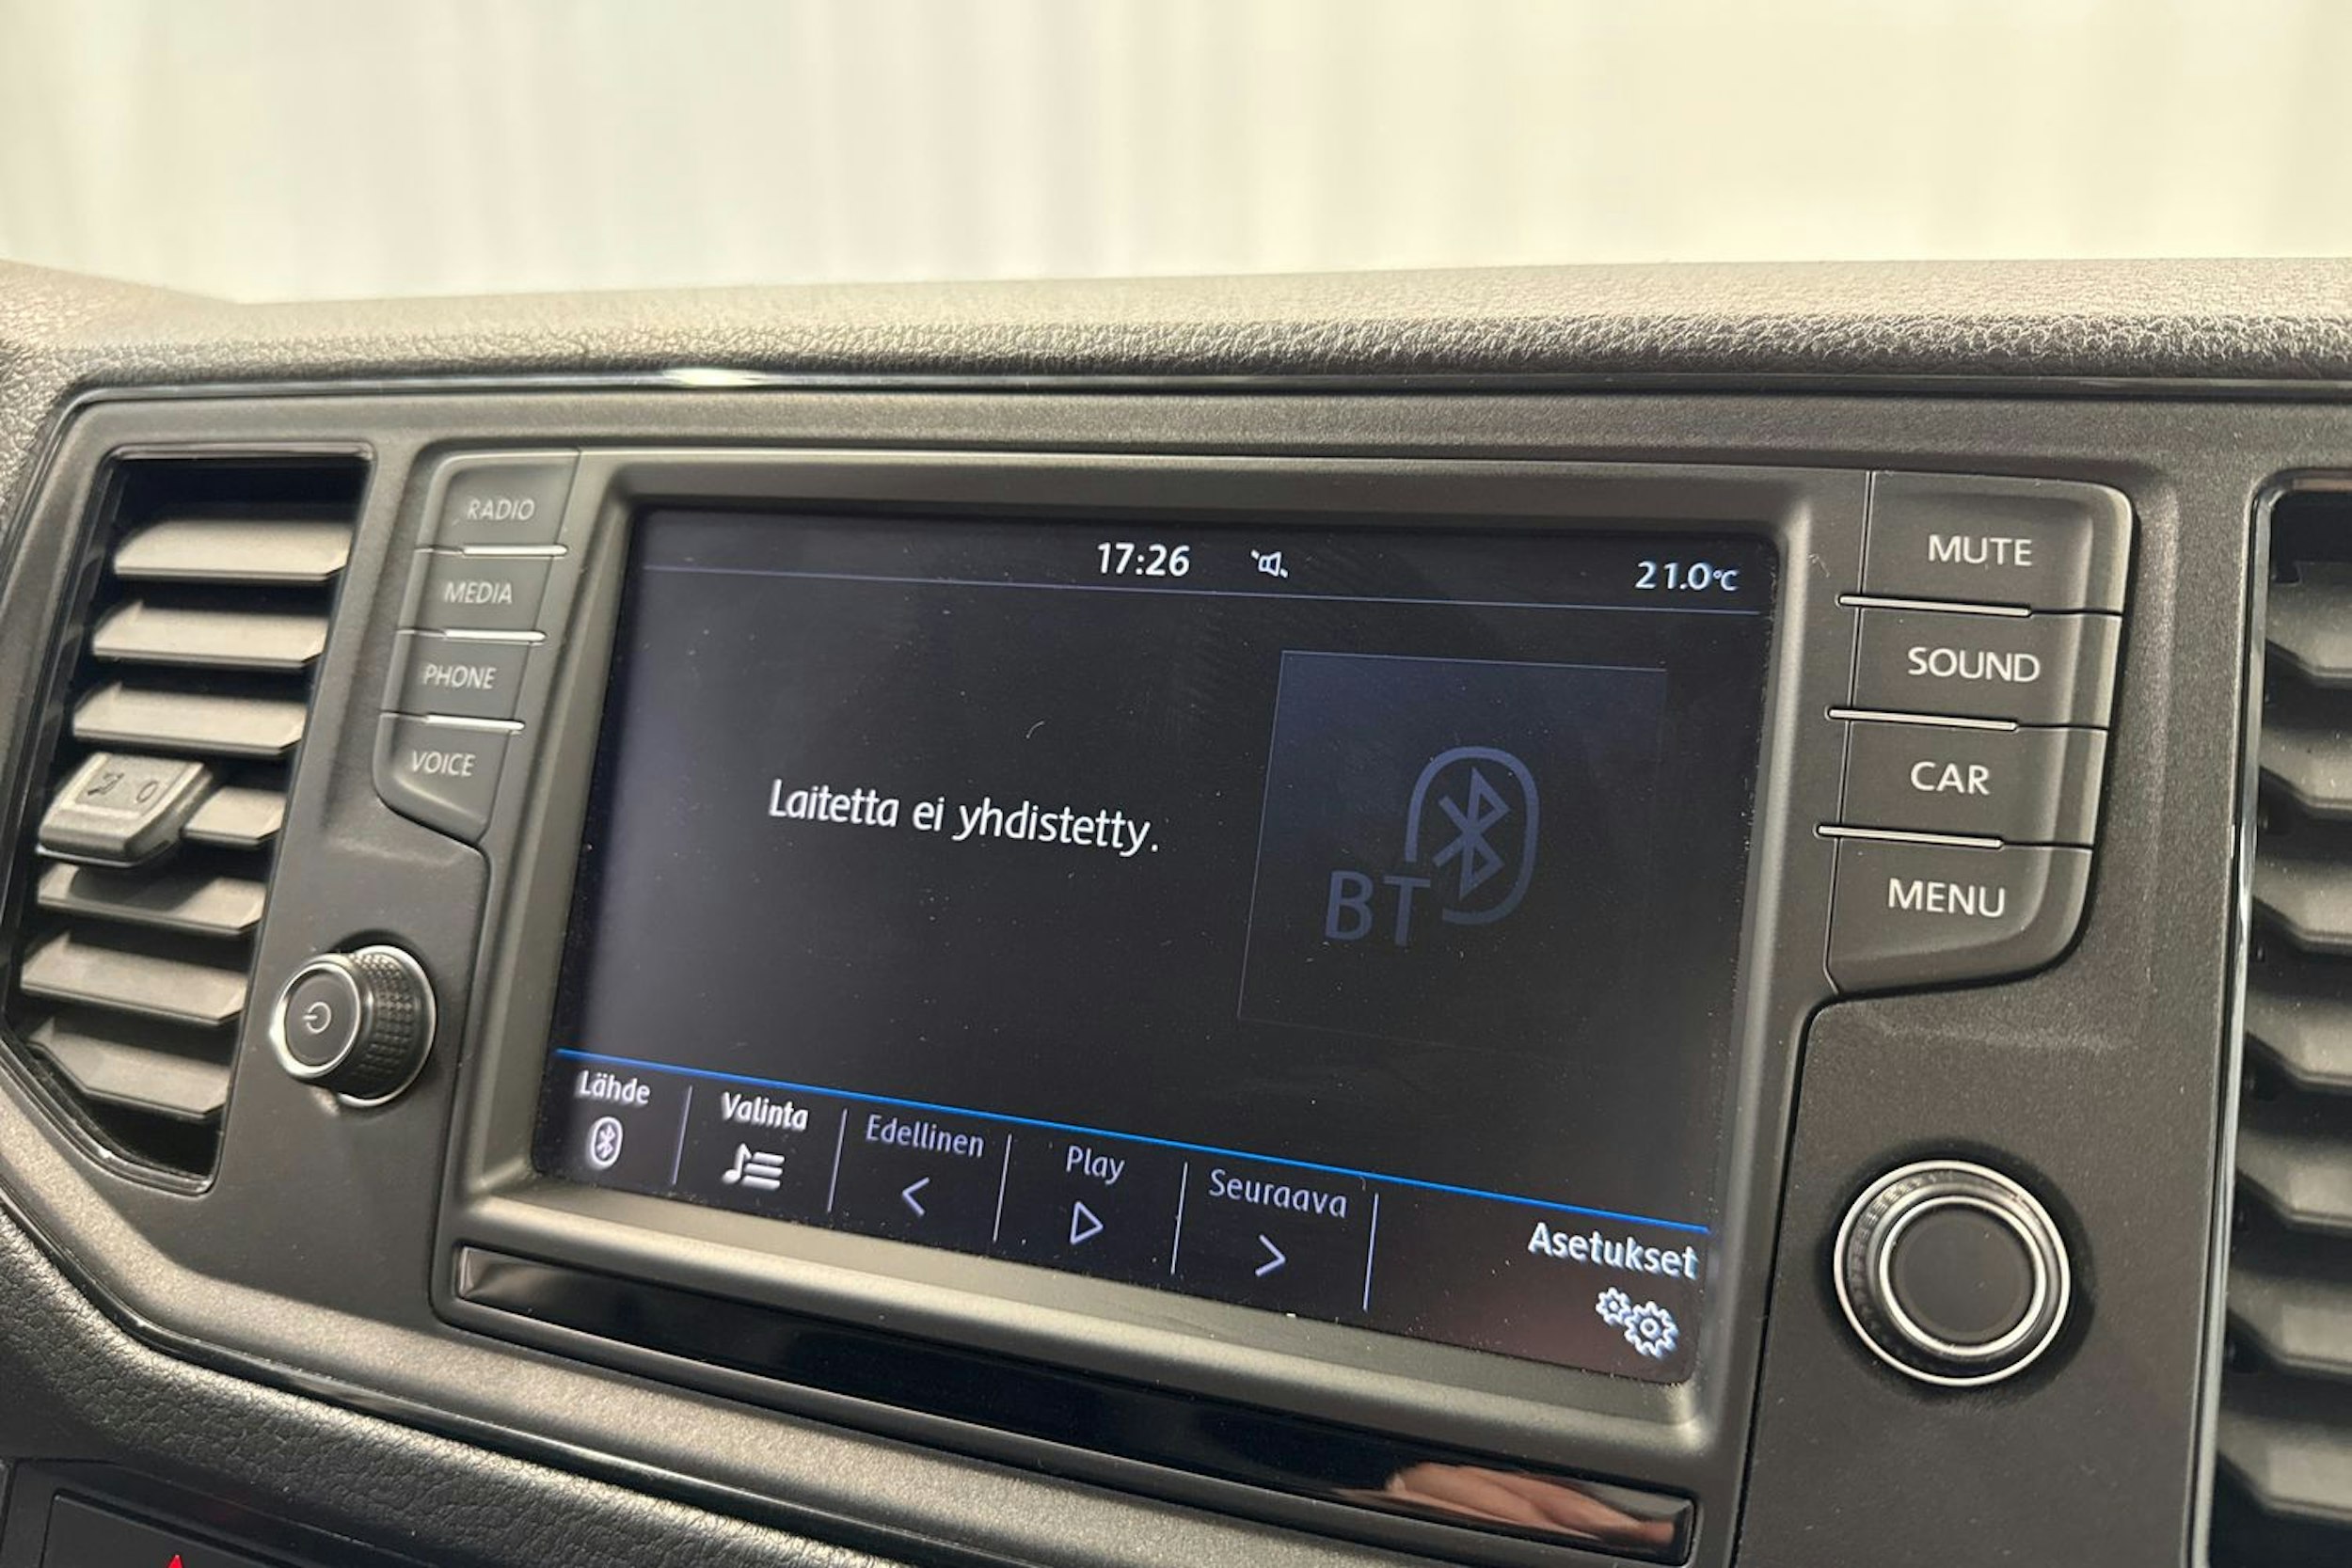 RADIO
MEDIA
PHONE
VOICE
17:26
21.0°C
Laitetta ei yhdistetty.
BT
Lähde
Valinta
Edellinen
Play
Seuraava
Asetukset
MUTE
SOUND
CAR
MENU